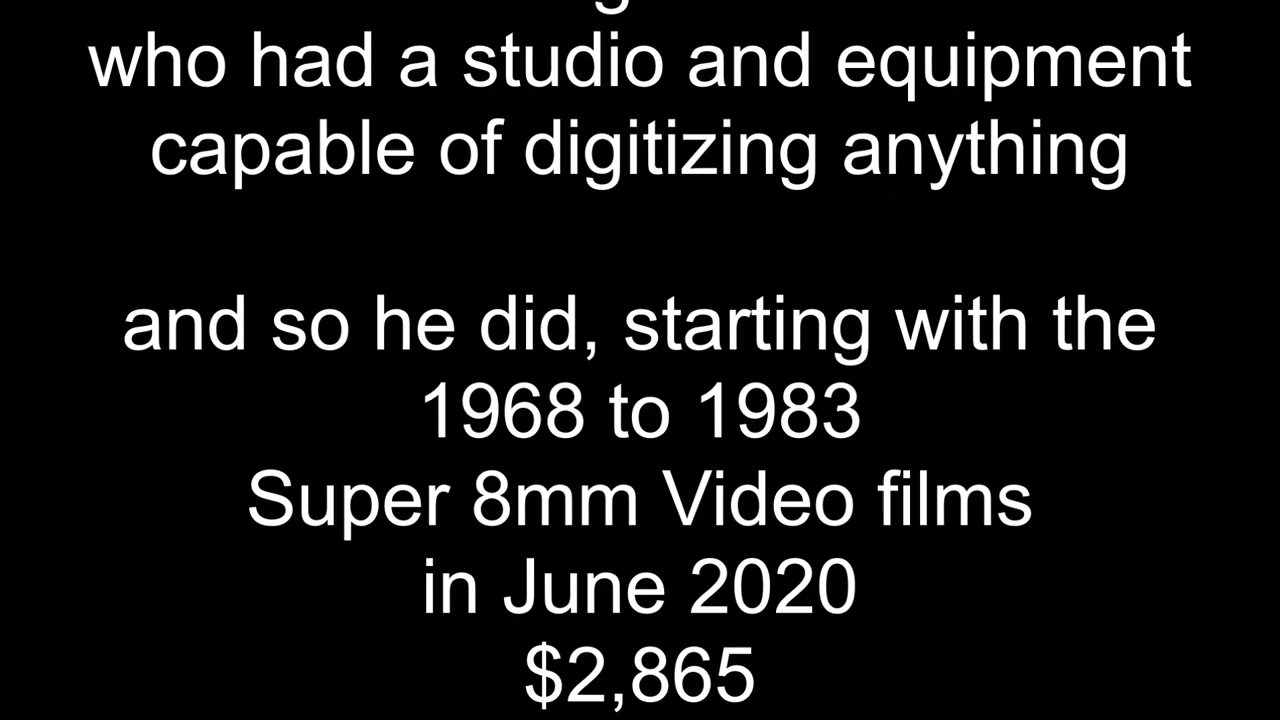 who had a studio and equipment
capable of digitizing anything
and so he did, starting with the
1968 to 1983
Super 8mm Video films
in June 2020
$2,865